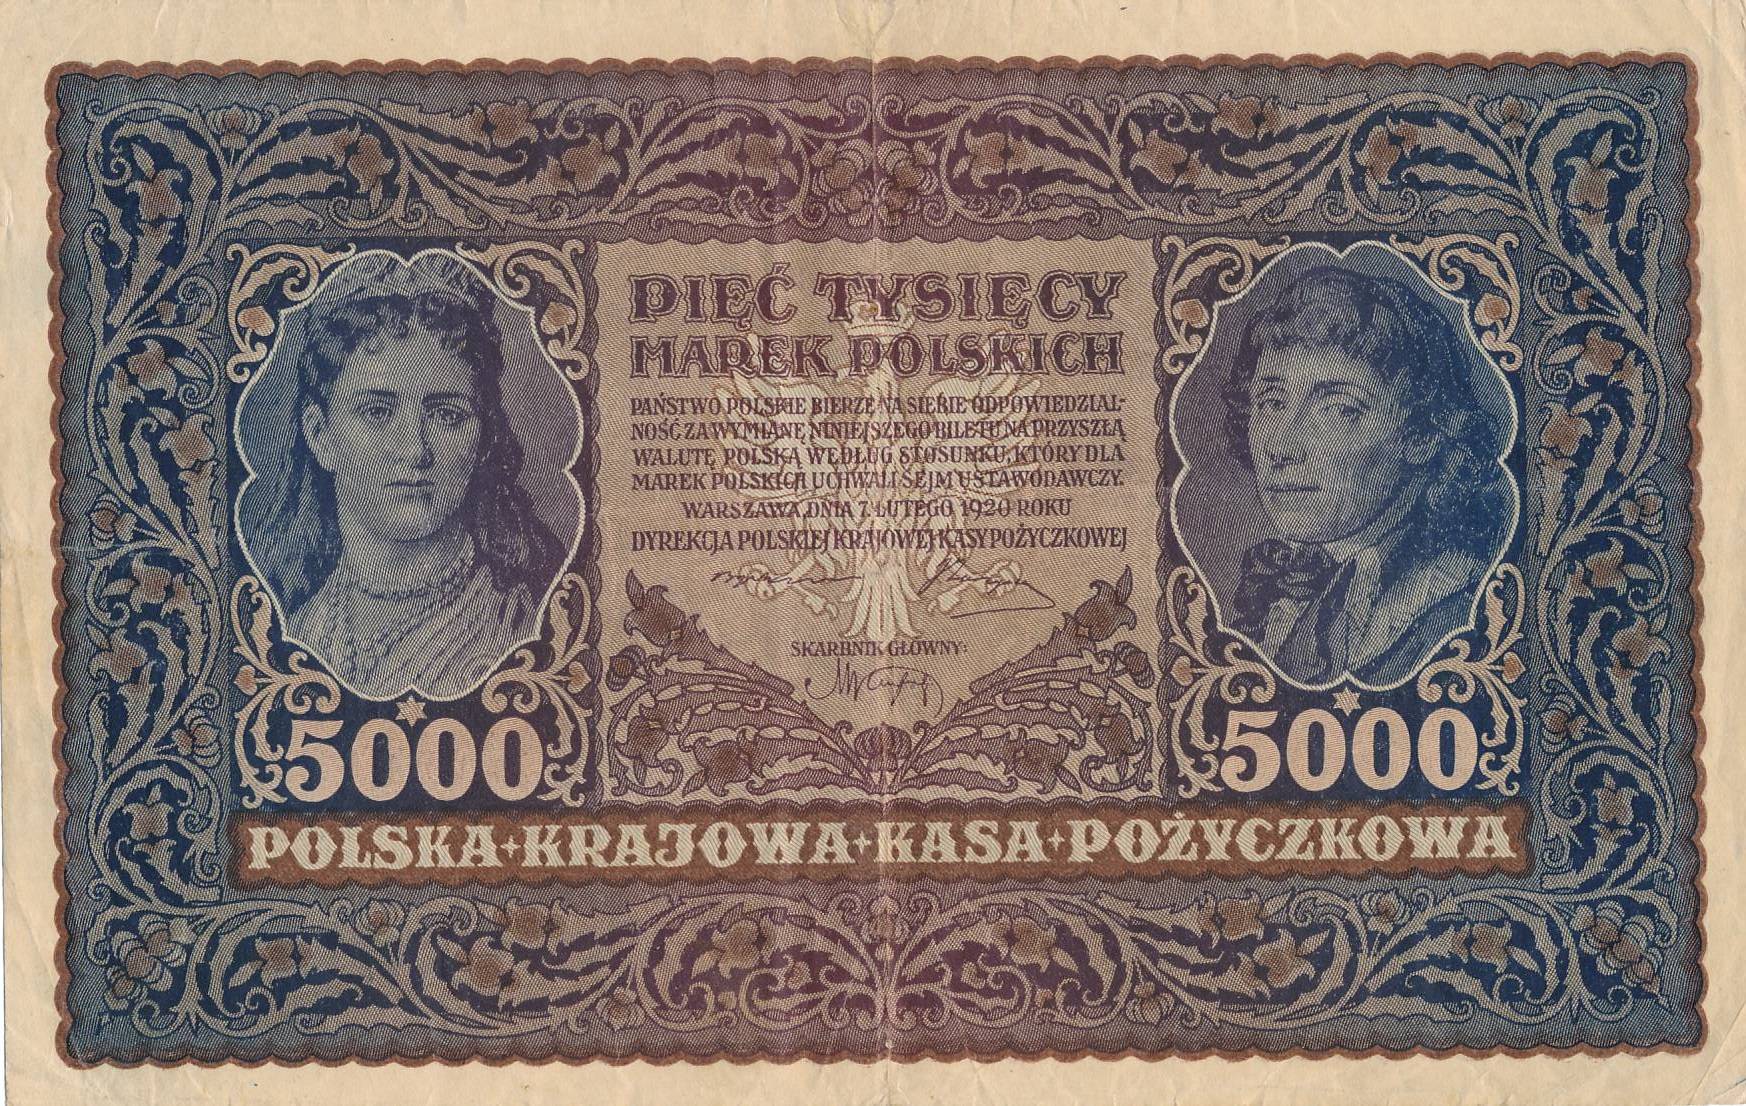 PIĘĆ TYSIĘCY
MAREK POLSKICH
PAŃSTWO POLSKIE BIERZE NA SIEBIE ODPOWIEDZIAL-
NOŚĆ ZA WYMIANĘ NINIEJSZEGO BILETU NA PRZYSZŁĄ
WALUTĘ POLSKĄ WEDŁUG STOSUNKU, KTÓRY DLA
MAREK POLSKICH UCHWALI SEJM USTAWODAWCZY.
WARSZAWA, DNIA 7. LUTEGO 1920 ROKU
DYREKCJA POLSKIEJ KRAJOWEJ KASY POŻYCZKOWEJ
SKARBNIK GŁÓWNY:
5000 5000
POLSKA+KRAJOWA+KASA+POŻYCZKOWA